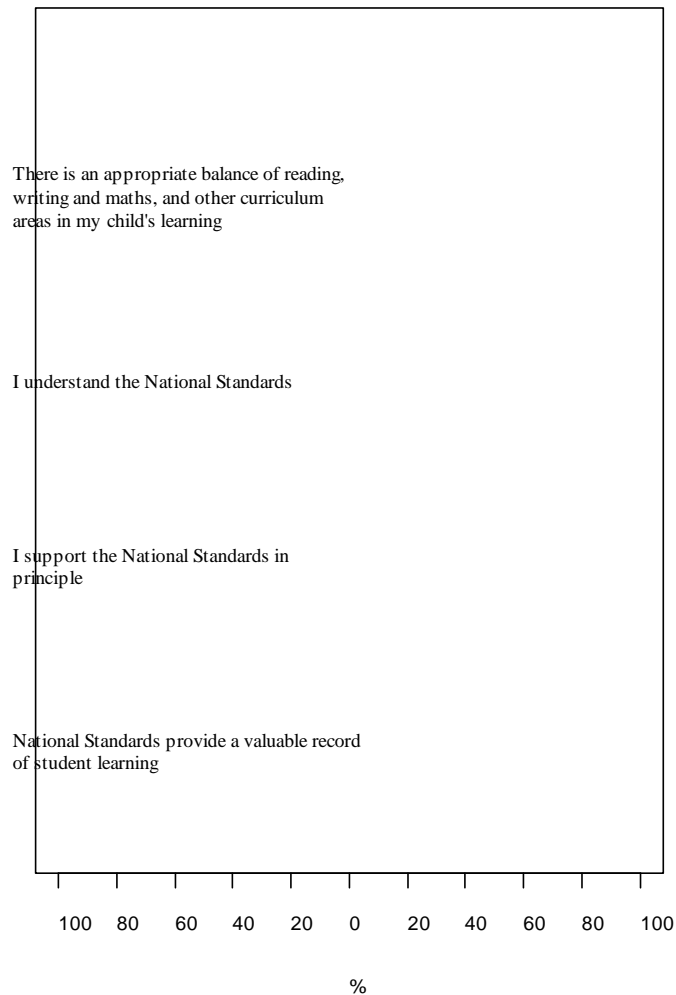 There is an appropriate balance of reading,
writing and maths, and other curriculum
areas in my child's learning
I understand the National Standards
I support the National Standards in
principle
National Standards provide a valuable record
of student learning
100 80 60 40 20 0 20 40 60 80 100
%